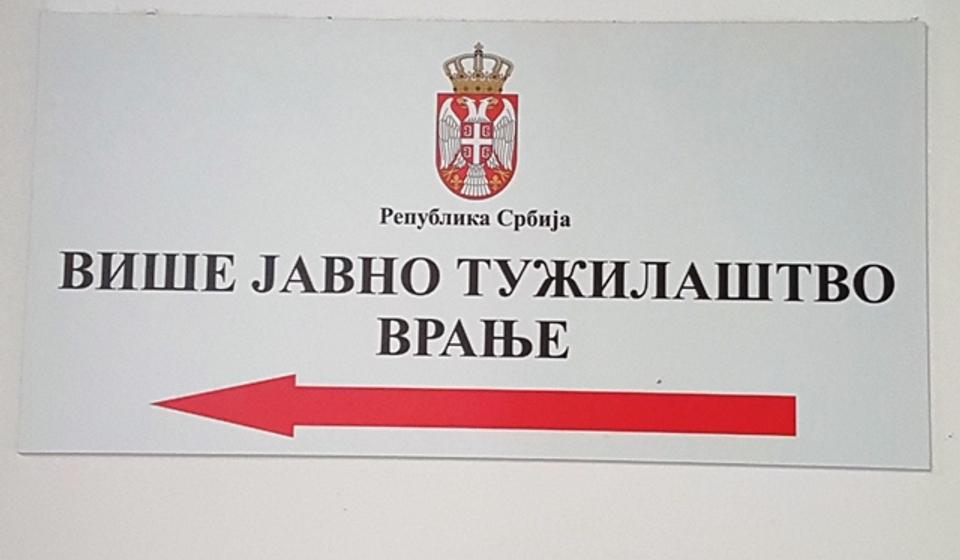 Република Србија
ВИШЕ ЈАВНО ТУЖИЛАШТВО
ВРАЊЕ